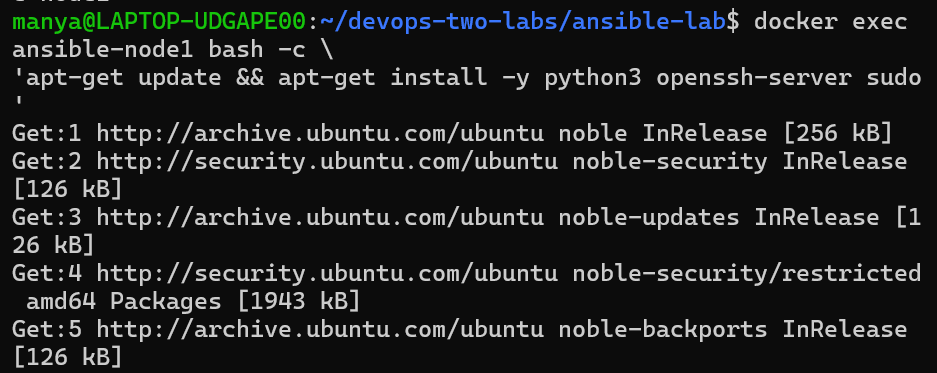 manya@LAPTOP-UDGAPE00:~/devops-two-labs/ansible-lab$ docker exec
ansible-node1 bash -c \
'apt-get update && apt-get install -y python3 openssh-server sudo
'
Get:1 http://archive.ubuntu.com/ubuntu noble InRelease [256 kB]
Get:2 http://security.ubuntu.com/ubuntu noble-security InRelease
[126 kB]
Get:3 http://archive.ubuntu.com/ubuntu noble-updates InRelease [1
26 kB]
Get:4 http://security.ubuntu.com/ubuntu noble-security/restricted
 amd64 Packages [1943 kB]
Get:5 http://archive.ubuntu.com/ubuntu noble-backports InRelease
[126 kB]